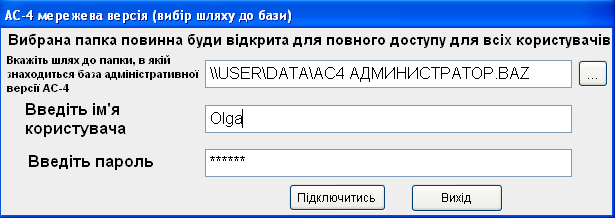 АС-4 мережева версія (вибір шляху до бази)
Вибрана папка повинна буди відкрита для повного доступу для всіх користувачів
Вкажіть шлях до папки, в якій
знаходиться база адміністративної
версії АС-4
\\USER\DATA\AC4 АДМИНИСТРАТОР.BAZ
...
Введіть ім'я
користувача
Olga
Введіть пароль
******
Підключитись
Вихід